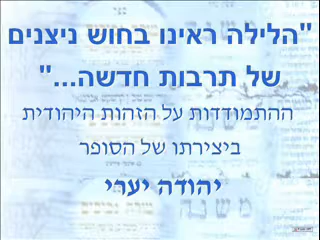 "הלילה ראינו בחוש ניצנים
של תרבות חדשה..."
ההתמודדות על הזהות היהודית
ביצירתו של הסופר
יהודה יערי